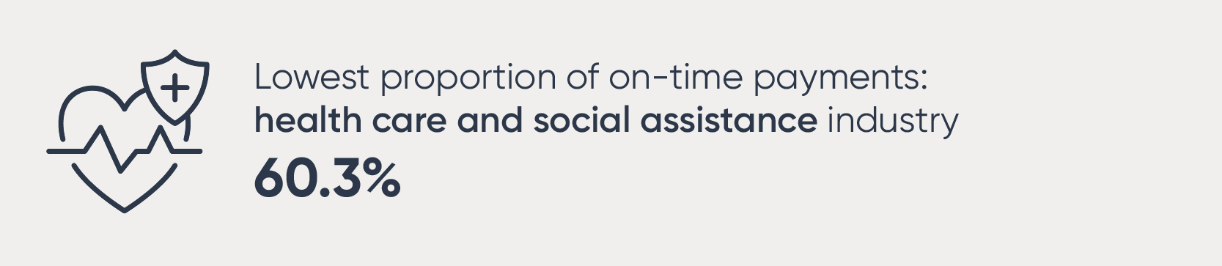 Lowest proportion of on-time payments:
health care and social assistance industry
60.3%